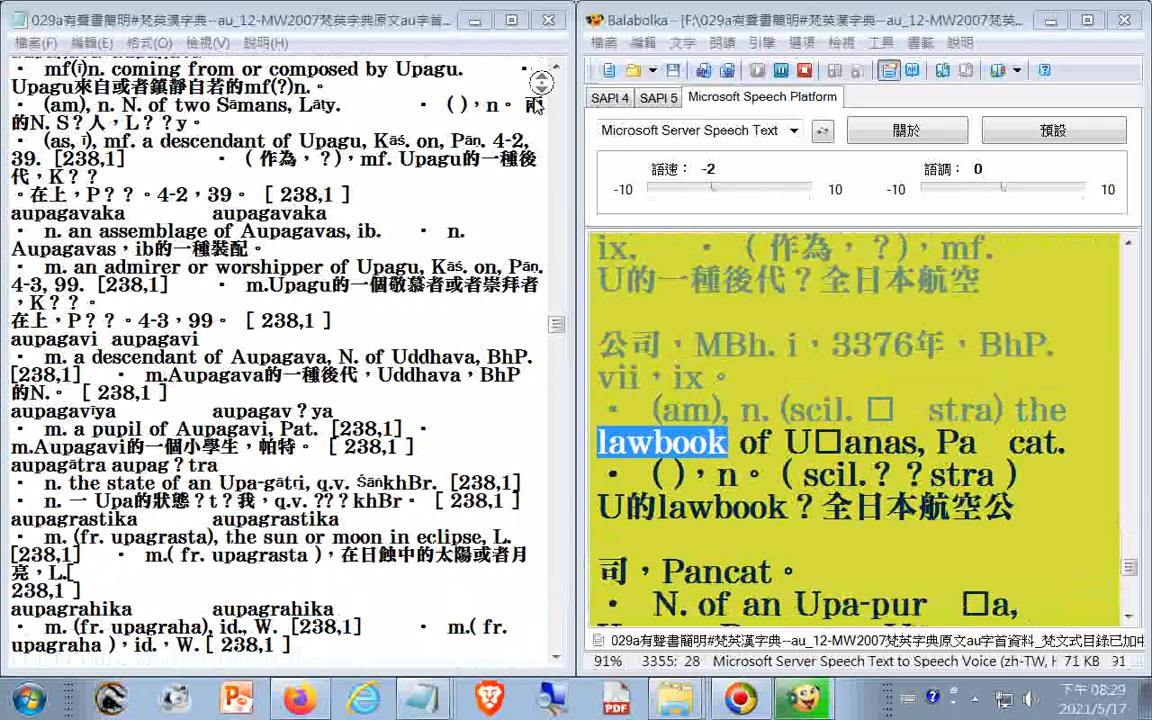 029a有聲書簡明#梵英漢字典--au_12-MW2007梵英字典原文au字首...
檔案(F) 編輯(E) 格式(O) 檢視(V) 說明(H)
• mf(ī)n. coming from or composed by Upagu. •
Upagu來自或者鎮靜自若的mf(?)n.。
• (am), n. N. of two Sāmans, Lāṭy. • ( )，n。 兩
的N. S?人，L??y。
• (as, ī), mf. a descendant of Upagu, Kāś. on, Pāṇ. 4-2,
39. [238,1] • ( 作為，? )，mf. Upagu的一種後
代，K??
。在上，P??。4-2，39。 [ 238,1 ]
aupagavaka aupagavaka
• n. an assemblage of Aupagavas, ib. • n.
Aupagavas，ib的一種裝配。
• m. an admirer or worshipper of Upagu, Kāś. on, Pāṇ.
4-3, 99. [238,1] • m.Upagu的一個敬慕者或者崇拜者
，K??。
在上，P??。4-3，99。 [ 238,1 ]
aupagavi aupagavi
• m. a descendant of Aupagava, N. of Uddhava, BhP.
[238,1] • m.Aupagava的一種後代，Uddhava，BhP
的N.。 [ 238,1 ]
aupagavīya aupagav?ya
• m. a pupil of Aupagavi, Pat. [238,1] •
m.Aupagavi的一個小學生，帕特。 [ 238,1 ]
aupagātra aupag?tra
• n. the state of an Upa-gātṛi, q.v. ŚāṅkhBr. [238,1]
• n. 一 Upa的狀態?t?我，q.v. ???khBr。 [ 238,1 ]
aupagrastika aupagrastika
• m. (fr. upagrasta), the sun or moon in eclipse, L.
[238,1] • m.( fr. upagrasta )，在日蝕中的太陽或者月
亮，L.[
238,1 ]
aupagrahika aupagrahika
• m. (fr. upagraha), id., W. [238,1] • m.( fr.
upagraha )，id.，W.[ 238,1 ]
Balabolka - [F:\029a有聲書簡明#梵英漢字典--au_12-MW2007梵英...
檔案 編輯 文字 朗讀 引擎 選項 檢視 工具 書籤 說明
SAPI 4 SAPI 5 Microsoft Speech Platform
Microsoft Server Speech Text 關於 預設
語速： -2 語調： 0
-10 10 -10 10
ix. • ( 作為，? )，mf.
U的一種後代？全日本航空
公司，MBh. i，3376年，BhP.
vii，ix。
• (am), n. (scil. □ stra) the
lawbook of U□anas, Pa cat.
• ( )，n。 ( scil.??stra )
U的lawbook？全日本航空公
司，Pancat。
• N. of an Upa-pur □a,
029a有聲書簡明#梵英漢字典--au_12-MW2007梵英字典原文au字首資料_梵文式目錄已加中
91% 3355: 28 Microsoft Server Speech Text to Speech Voice (zh-TW, H 71 KB 91
下午 08:29
2021/5/17